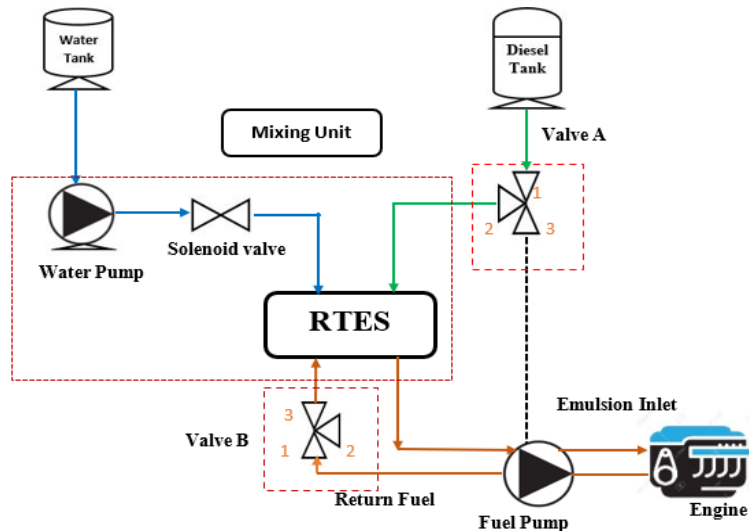 Water
Tank
Diesel
Tank
Mixing Unit
Valve A
1
2
3
Solenoid valve
Water Pump
RTES
Emulsion Inlet
3
Valve B
1
2
Return Fuel
Fuel Pump
Engine